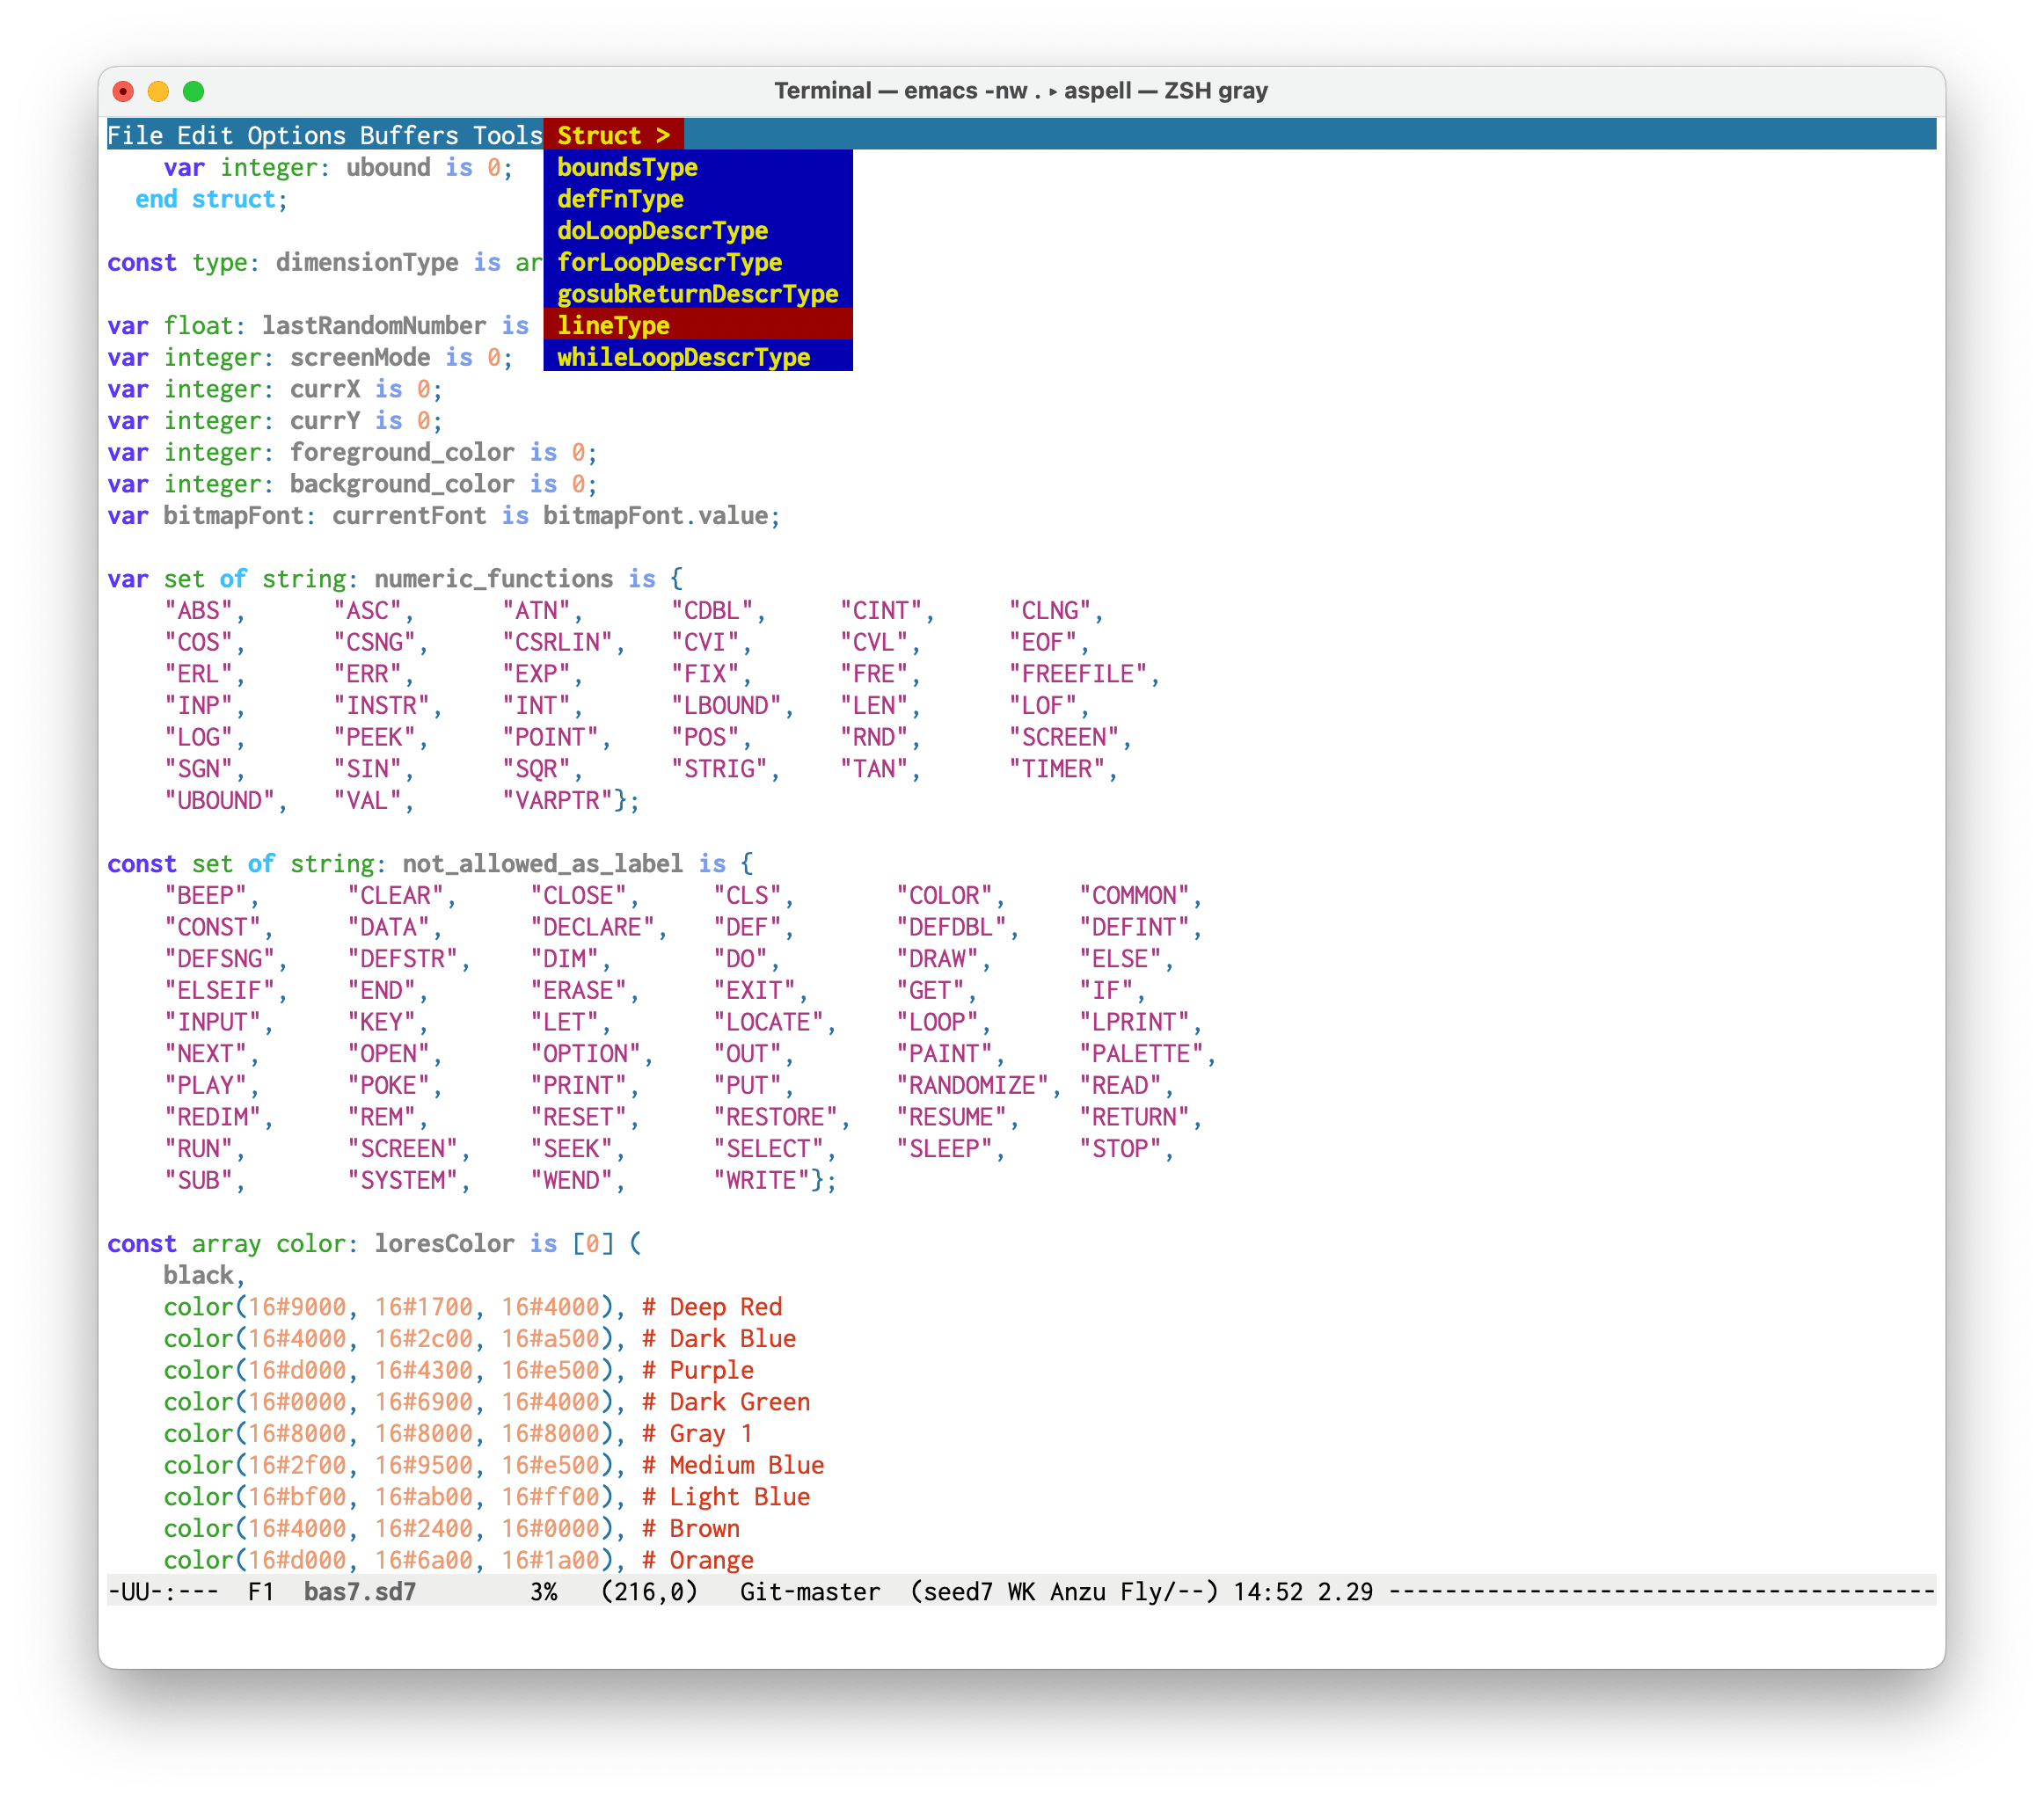 Terminal — emacs -nw . ▸ aspell — ZSH gray
File Edit Options Buffers Tools Struct >
    var integer: ubound is 0;   boundsType
  end struct;                   defFnType
                                doLoopDescrType
const type: dimensionType is ar forLoopDescrType
                                gosubReturnDescrType
var float: lastRandomNumber is  lineType
var integer: screenMode is 0;   whileLoopDescrType
var integer: currX is 0;
var integer: currY is 0;
var integer: foreground_color is 0;
var integer: background_color is 0;
var bitmapFont: currentFont is bitmapFont.value;
var set of string: numeric_functions is {
    "ABS",      "ASC",      "ATN",      "CDBL",     "CINT",     "CLNG",
    "COS",      "CSNG",     "CSRLIN",   "CVI",      "CVL",      "EOF",
    "ERL",      "ERR",      "EXP",      "FIX",      "FRE",      "FREEFILE",
    "INP",      "INSTR",    "INT",      "LBOUND",   "LEN",      "LOF",
    "LOG",      "PEEK",     "POINT",    "POS",      "RND",      "SCREEN",
    "SGN",      "SIN",      "SQR",      "STRIG",    "TAN",      "TIMER",
    "UBOUND",   "VAL",      "VARPTR"};
const set of string: not_allowed_as_label is {
    "BEEP",      "CLEAR",     "CLOSE",     "CLS",       "COLOR",     "COMMON",
    "CONST",     "DATA",      "DECLARE",   "DEF",       "DEFDBL",    "DEFINT",
    "DEFSNG",    "DEFSTR",    "DIM",       "DO",        "DRAW",      "ELSE",
    "ELSEIF",    "END",       "ERASE",     "EXIT",      "GET",       "IF",
    "INPUT",     "KEY",       "LET",       "LOCATE",    "LOOP",      "LPRINT",
    "NEXT",      "OPEN",      "OPTION",    "OUT",       "PAINT",     "PALETTE",
    "PLAY",      "POKE",      "PRINT",     "PUT",       "RANDOMIZE", "READ",
    "REDIM",     "REM",       "RESET",     "RESTORE",   "RESUME",    "RETURN",
    "RUN",       "SCREEN",    "SEEK",      "SELECT",    "SLEEP",     "STOP",
    "SUB",       "SYSTEM",    "WEND",      "WRITE"};
const array color: loresColor is [0] (
    black,
    color(16#9000, 16#1700, 16#4000), # Deep Red
    color(16#4000, 16#2c00, 16#a500), # Dark Blue
    color(16#d000, 16#4300, 16#e500), # Purple
    color(16#0000, 16#6900, 16#4000), # Dark Green
    color(16#8000, 16#8000, 16#8000), # Gray 1
    color(16#2f00, 16#9500, 16#e500), # Medium Blue
    color(16#bf00, 16#ab00, 16#ff00), # Light Blue
    color(16#4000, 16#2400, 16#0000), # Brown
    color(16#d000, 16#6a00, 16#1a00), # Orange
-UU-:---  F1  bas7.sd7        3%   (216,0)   Git-master  (seed7 WK Anzu Fly/--) 14:52 2.29 ---------------------------------------